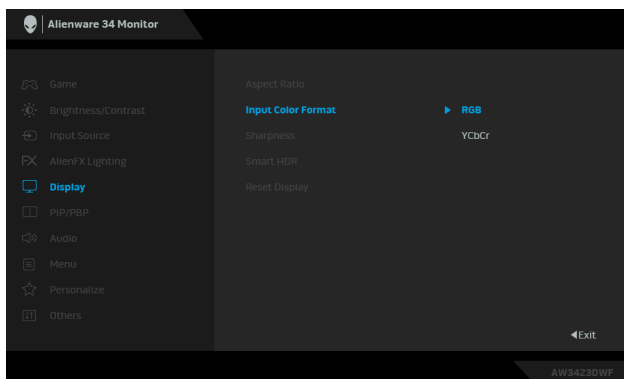 Alienware 34 Monitor
Game
Brightness/Contrast
Input Source
AlienFX Lighting
Display
PIP/PBP
Audio
Menu
Personalize
Others
Aspect Ratio
Input Color Format
Sharpness
Smart HDR
Reset Display
RGB
YCbCr
Exit
AW3423DWF